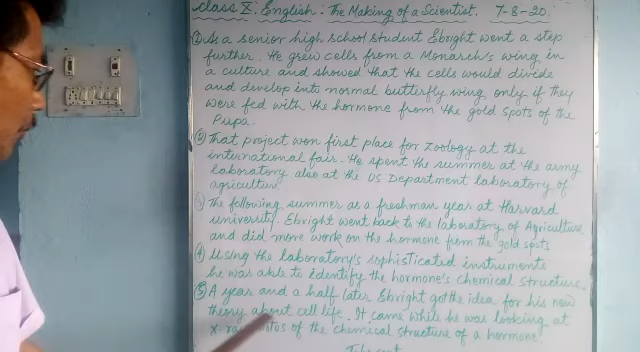 Class X: English. The Making of a Scientist. 7-8-20.
① As a senior high school student Ebright went a step
further. He grew cells from a Monarch's wing in
a culture and showed that the cells would divide
and develop into normal butterfly wing only if they
were fed with the hormone from the gold spots of the
Pupa.
② That project won first place for Zoology at the
international fair. He spent the summer at the army
laboratory also at the US Department laboratory of
agriculture.
③ The following summer as a freshman year at Harvard
university. Ebright went back to the laboratory of Agriculture
and did more work on the hormone from the gold spots
④ Using the laboratory's sophisticated instruments
he was able to identify the hormone's chemical structure.
⑤ A year and a half later Ebright got the idea for his new
theory about cell life. It came while he was looking at
X-ray of the chemical structure of a hormone.